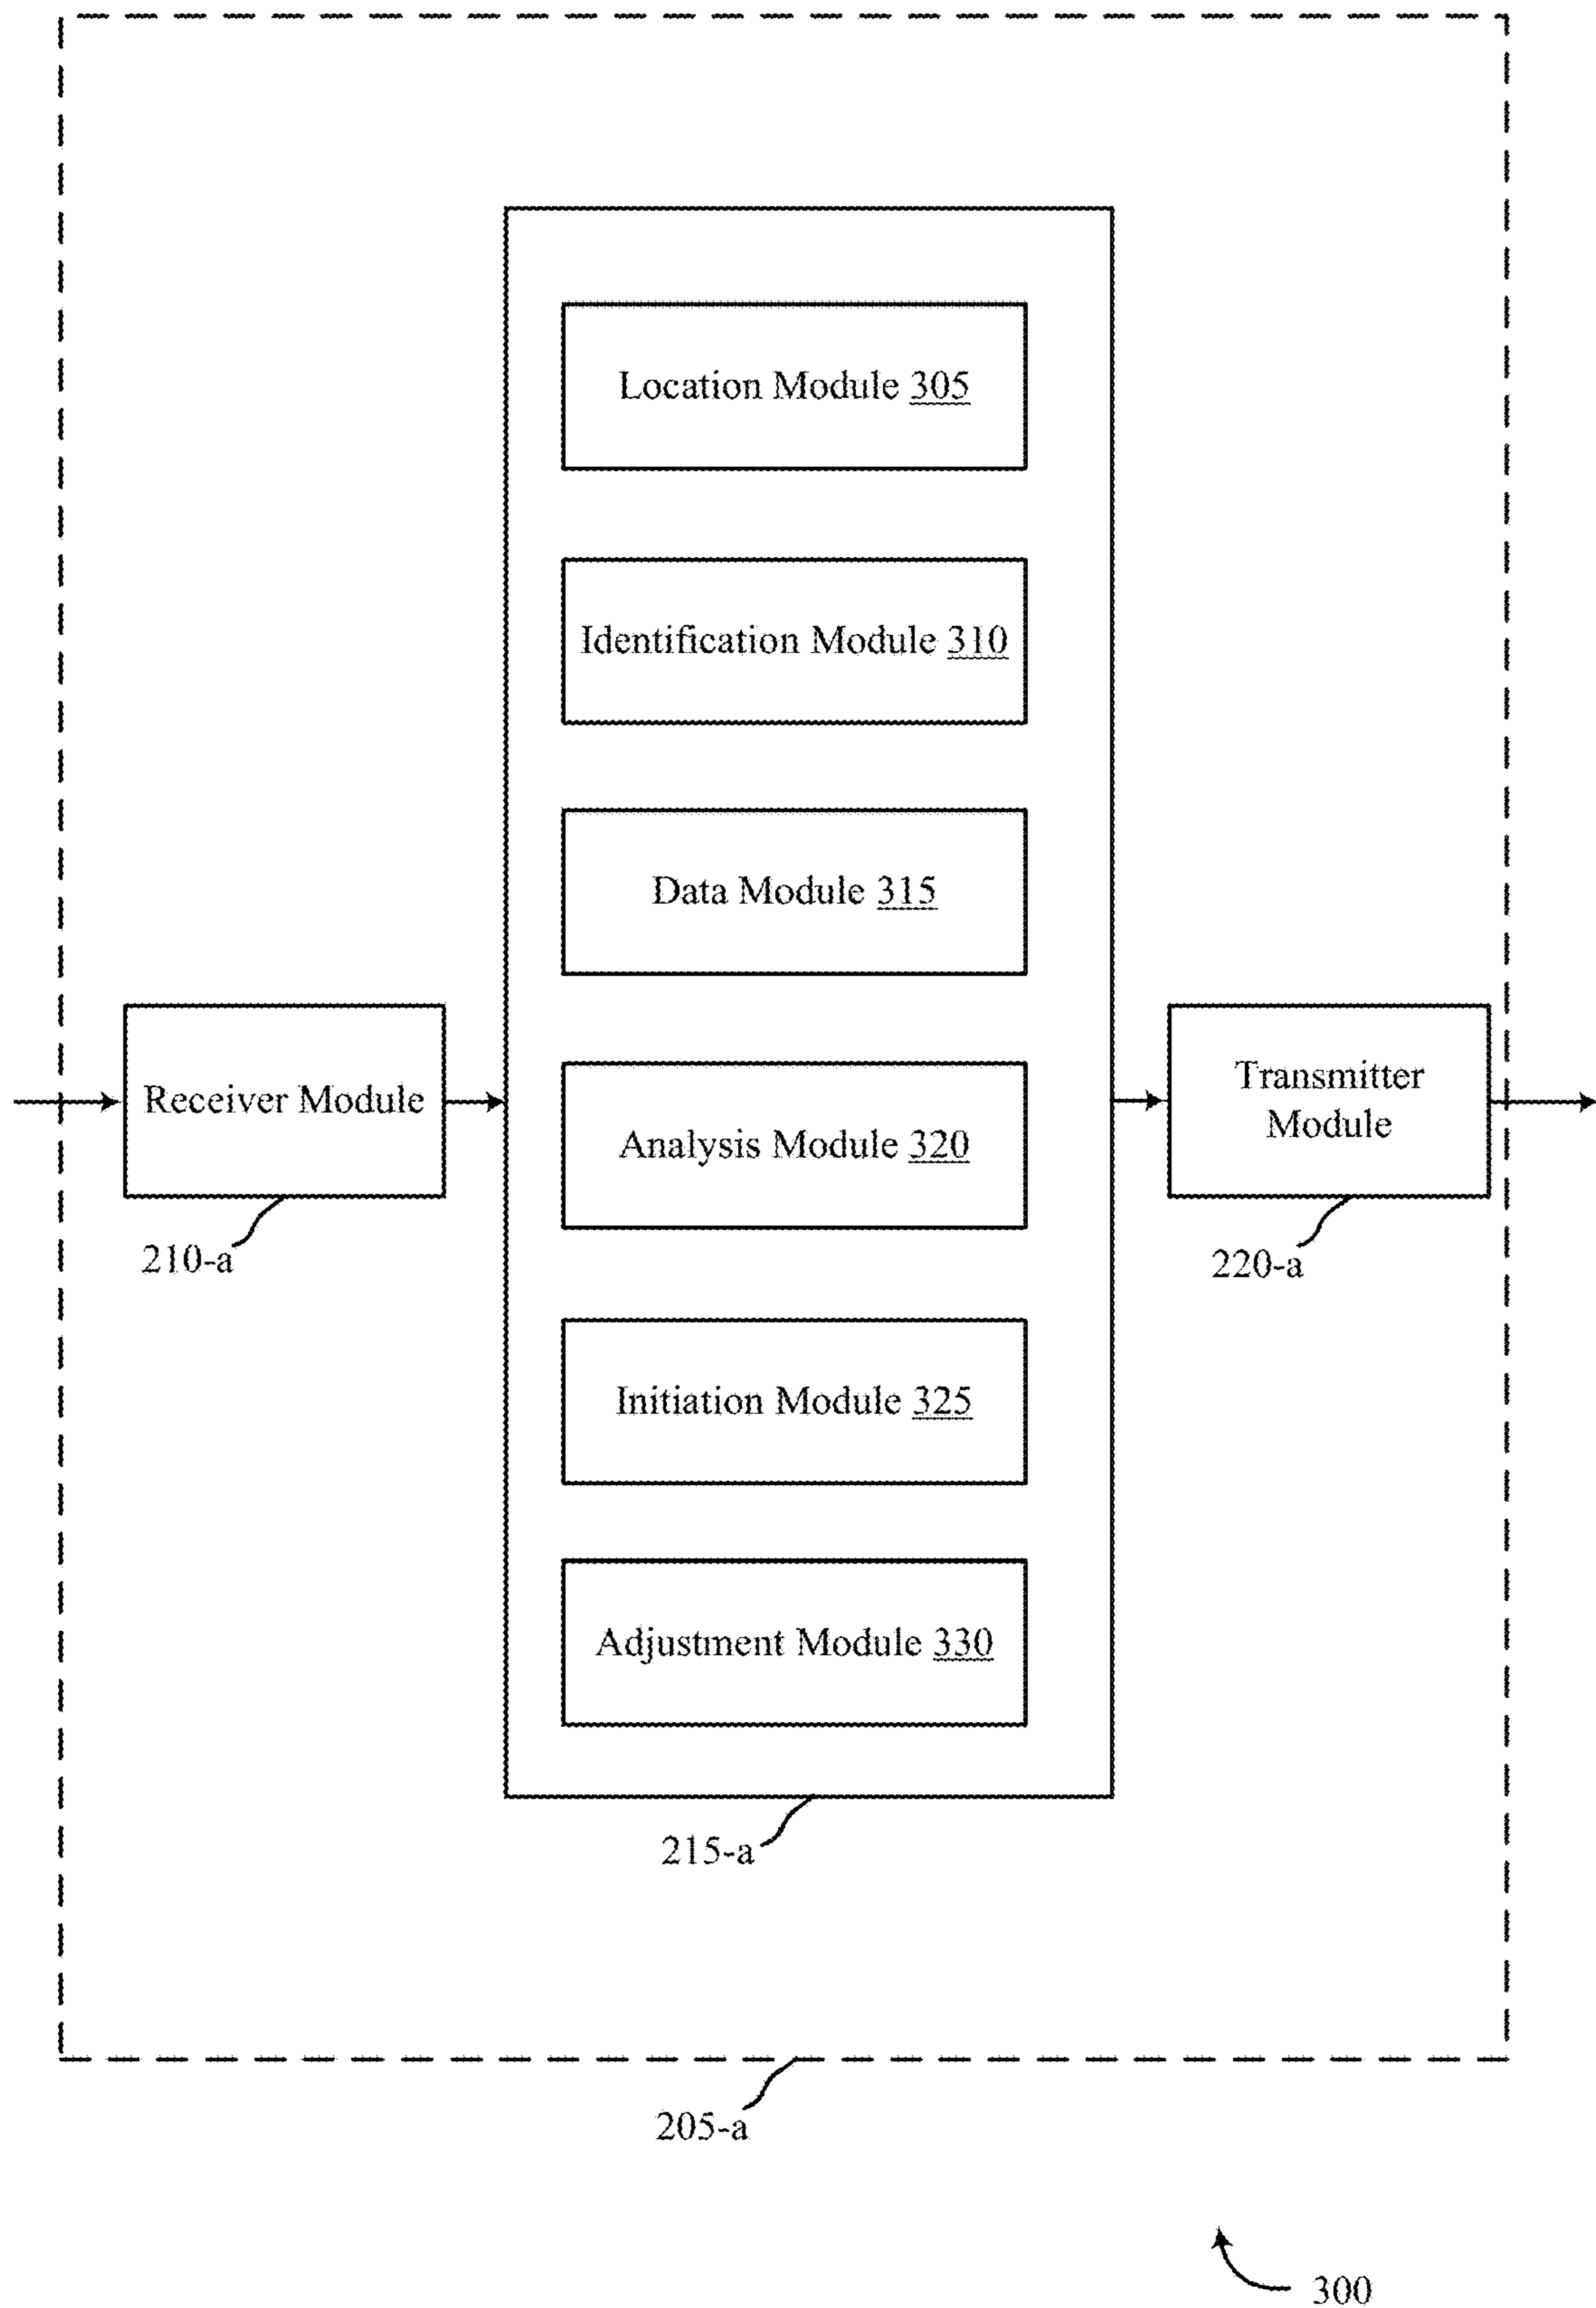 Location Module 305
Identification Module 310
Data Module 315
Receiver Module
Analysis Module 320
Transmitter
Module
210-a
220-a
Initiation Module 325
Adjustment Module 330
215-a
205-a
300